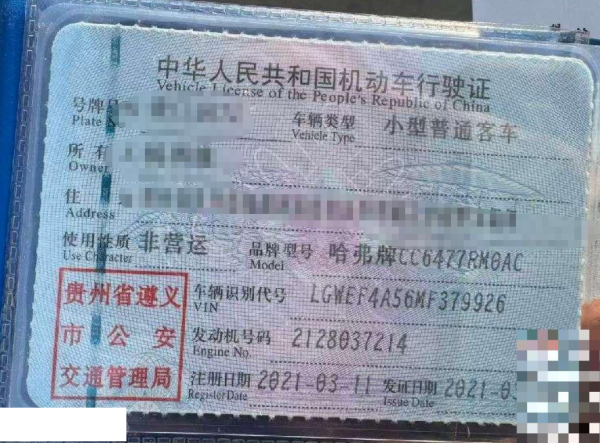 中华人民共和国机动车行驶证
Vehicle License of the People's Republic of China
号牌号
Plate
车辆类型 小型普通客车
Vehicle Type
所有
Owner
住
Address
使用性质 非营运 品牌型号 哈弗牌CC6477RM0AC
Use Character Model
贵州省遵义
市公安
交通管理局
车辆识别代号 LGWEF4A56MF379926
VIN
发动机号码 2128037214
Engine No.
注册日期 2021-03-11 发证日期 2021-03
Register Date Issue Date